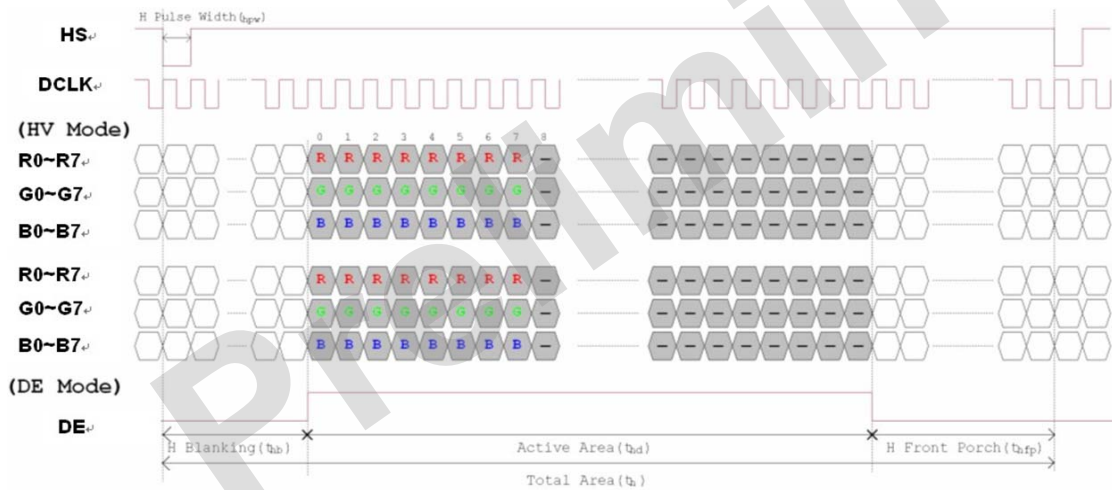 H Pulse Width(thpw)
HS
DCLK
(HV Mode)
0 1 2 3 4 5 6 7 8
R0~R7 R R R R R R R R – – – – – – – – –
G0~G7 G G G G G G G G – – – – – – – – –
B0~B7 B B B B B B B B – – – – – – – – –
R0~R7 R R R R R R R R – – – – – – – – –
G0~G7 G G G G G G G G – – – – – – – – –
B0~B7 B B B B B B B B – – – – – – – – –
(DE Mode)
DE
H Blanking(thb) Active Area(thd) H Front Porch(thfp)
Total Area(th)
Prelimin